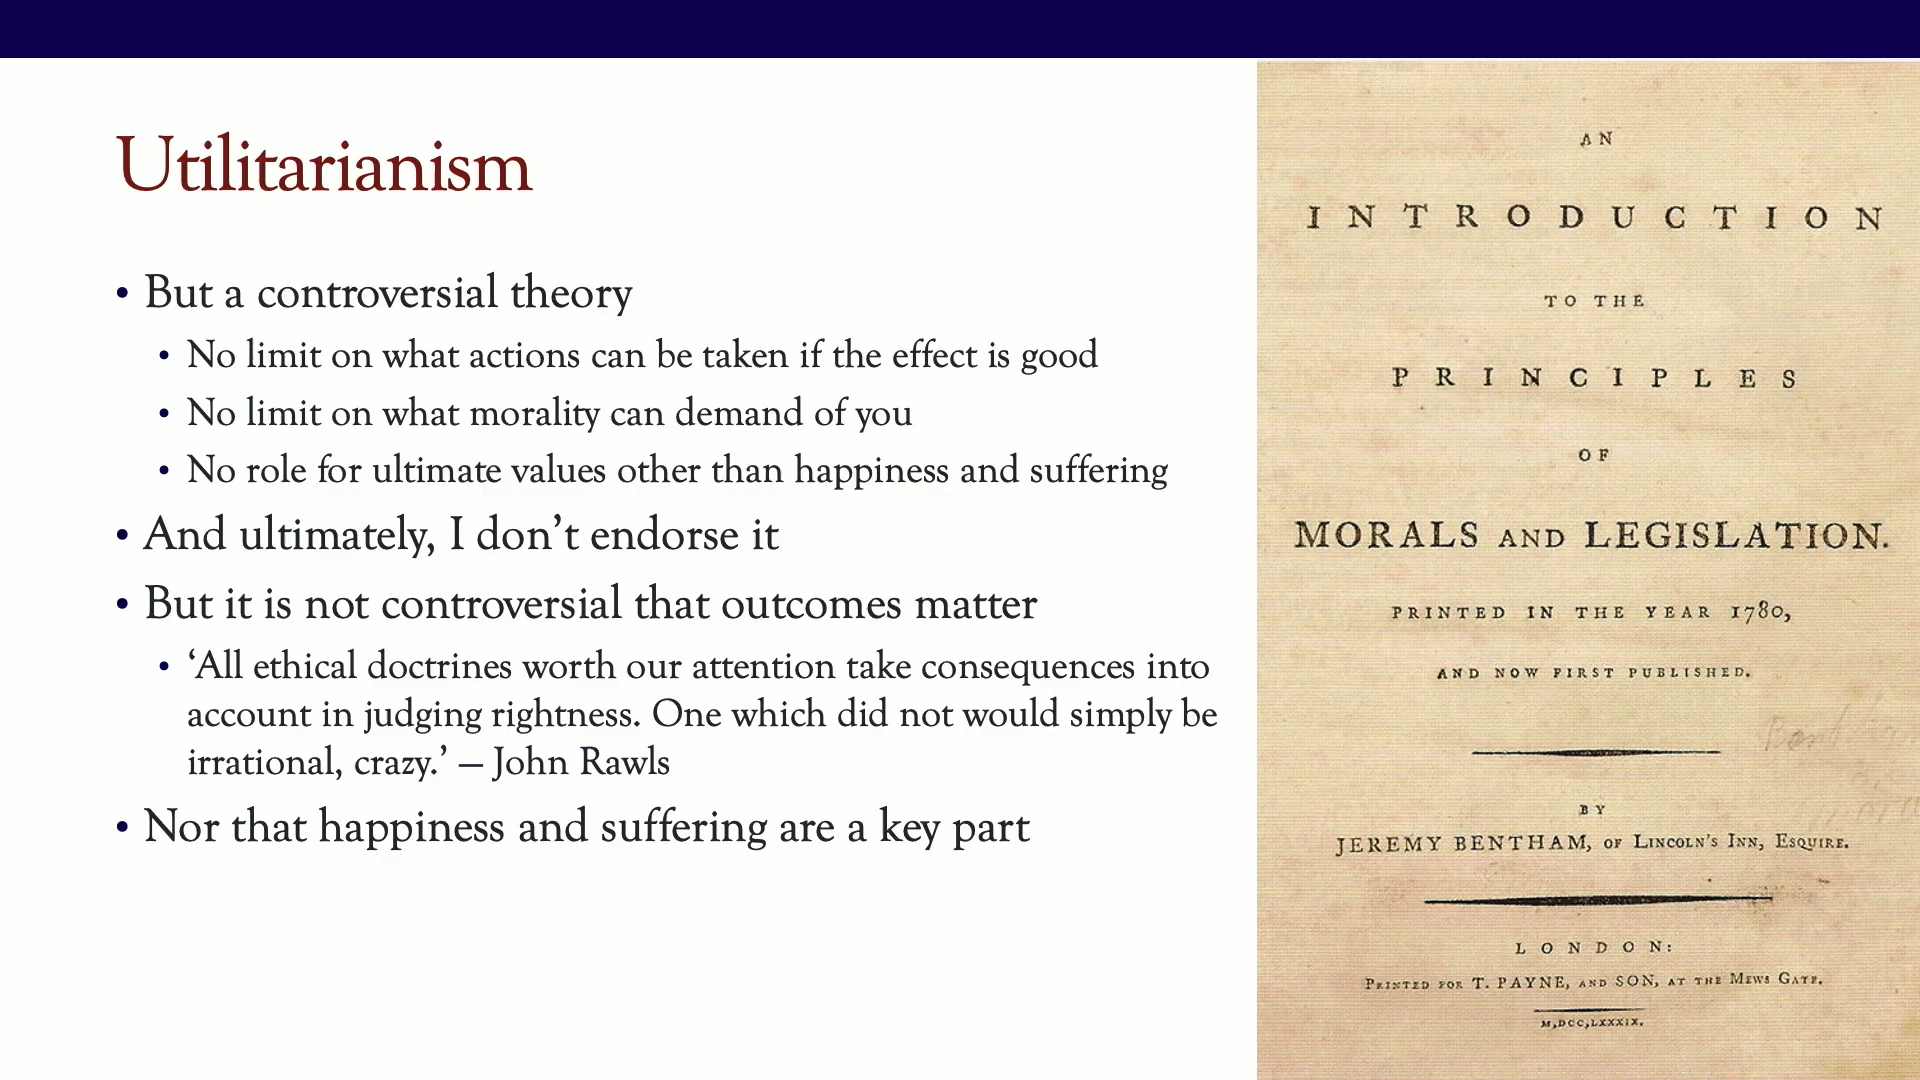 Utilitarianism
• But a controversial theory
• No limit on what actions can be taken if the effect is good
• No limit on what morality can demand of you
• No role for ultimate values other than happiness and suffering
• And ultimately, I don’t endorse it
• But it is not controversial that outcomes matter
• ‘All ethical doctrines worth our attention take consequences into
account in judging rightness. One which did not would simply be
irrational, crazy.’ – John Rawls
• Nor that happiness and suffering are a key part
AN
INTRODUCTION
TO THE
PRINCIPLES
OF
MORALS AND LEGISLATION.
PRINTED IN THE YEAR 1780,
AND NOW FIRST PUBLISHED.
BY
JEREMY BENTHAM, OF LINCOLN'S INN, ESQUIRE.
LONDON:
PRINTED FOR T. PAYNE, AND SON, AT THE MEWS GATE.
M,DCC,LXXXIX.